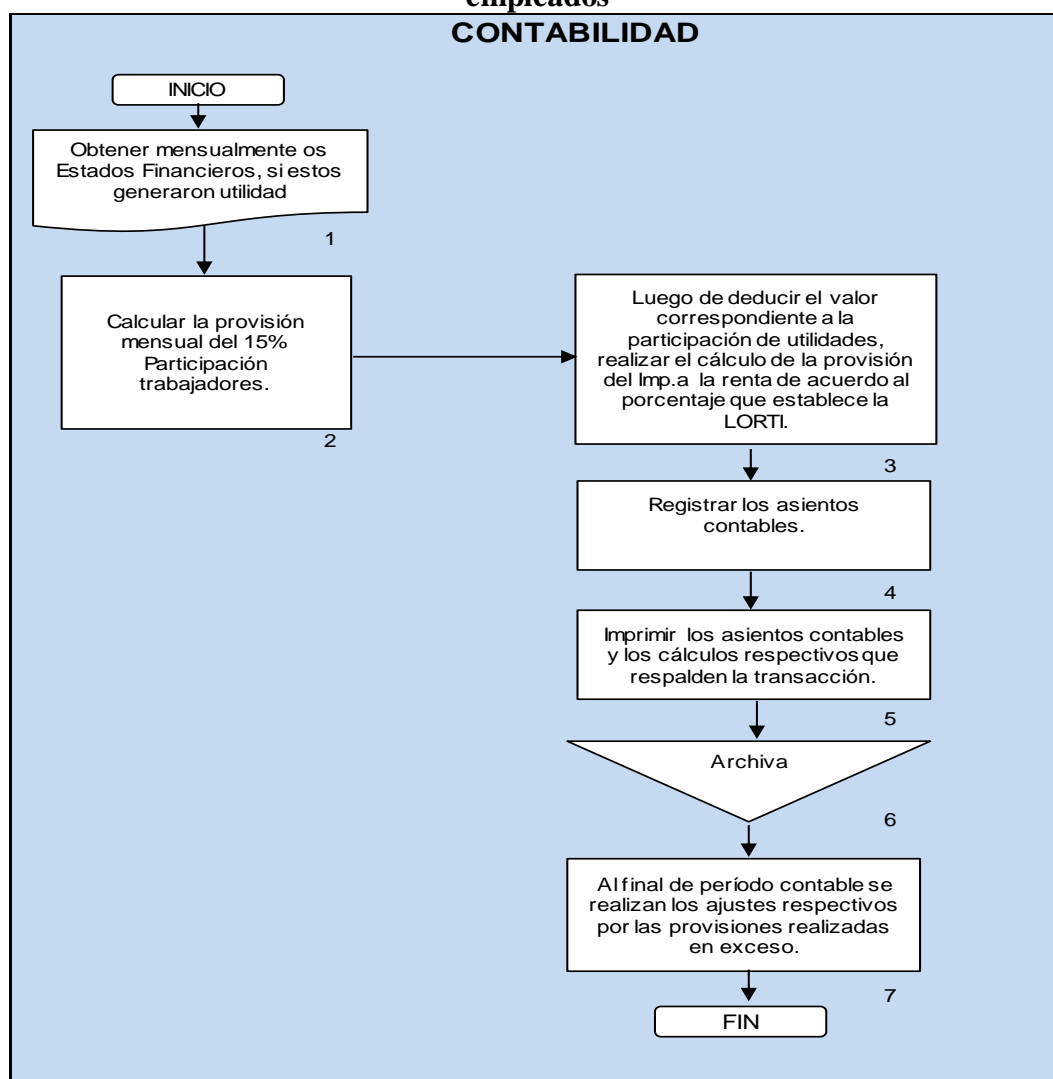 empleados
CONTABILIDAD
INICIO
Obtener mensualmente os
Estados Financieros, si estos
generaron utilidad
1
Calcular la provisión
mensual del 15%
Participación
trabajadores.
2
Luego de deducir el valor
correspondiente a la
participación de utilidades,
realizar el cálculo de la provisión
del Imp.a la renta de acuerdo al
porcentaje que establece la
LORTI.
3
Registrar los asientos
contables.
4
Imprimir los asientos contables
y los cálculos respectivos que
respalden la transacción.
5
Archiva
6
Al final de período contable se
realizan los ajustes respectivos
por las provisiones realizadas
en exceso.
7
FIN